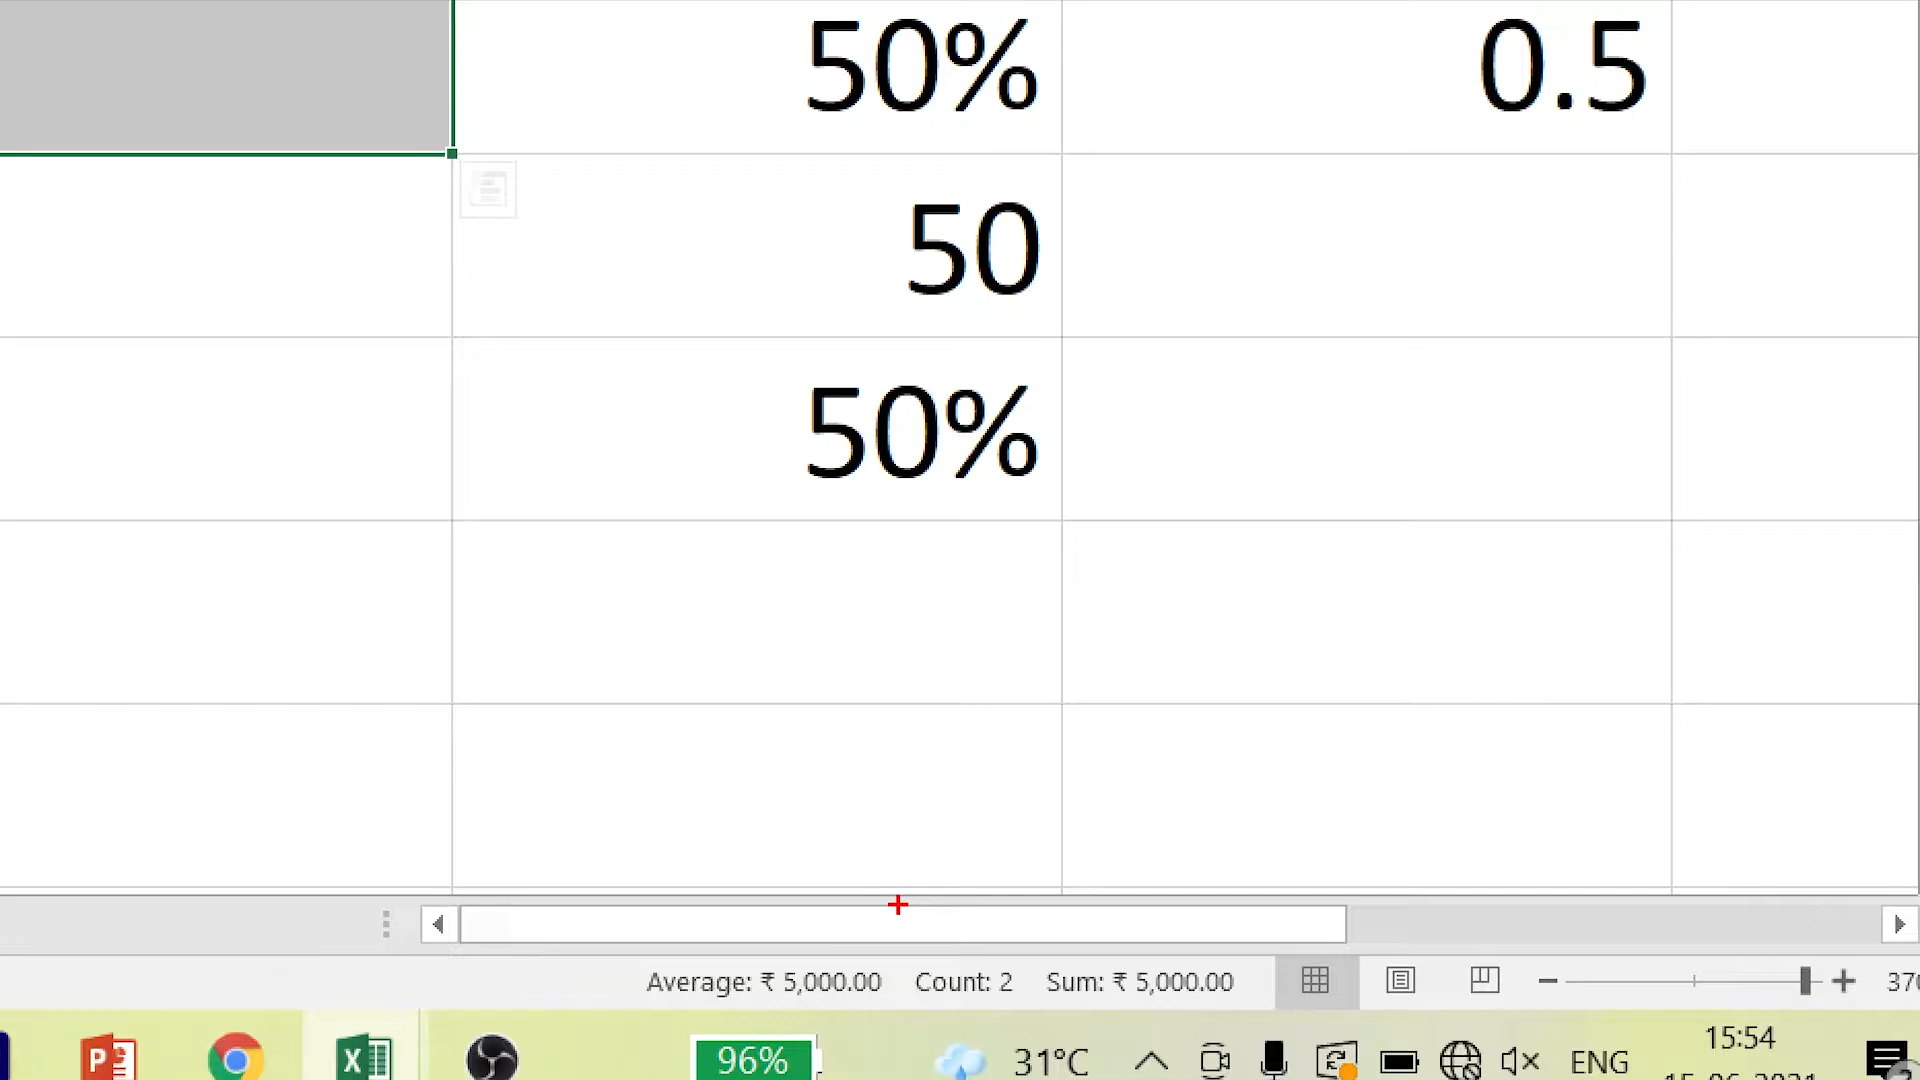 50% 0.5
50
50%
Average: ₹ 5,000.00 Count: 2 Sum: ₹ 5,000.00
96% 31°C ENG 15:54